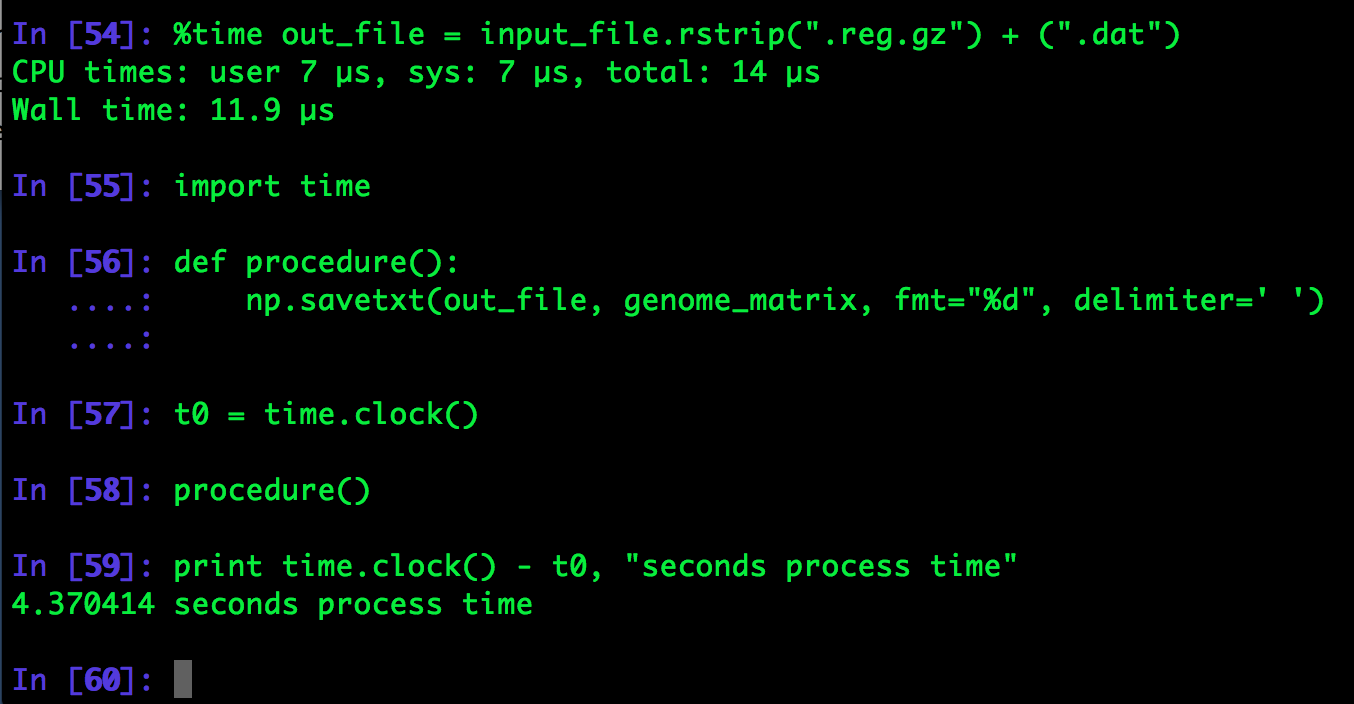 In [54]: %time out_file = input_file.rstrip(".reg.gz") + (".dat")
CPU times: user 7 µs, sys: 7 µs, total: 14 µs
Wall time: 11.9 µs
In [55]: import time
In [56]: def procedure():
....:     np.savetxt(out_file, genome_matrix, fmt="%d", delimiter=' ')
....:
In [57]: t0 = time.clock()
In [58]: procedure()
In [59]: print time.clock() - t0, "seconds process time"
4.370414 seconds process time
In [60]: